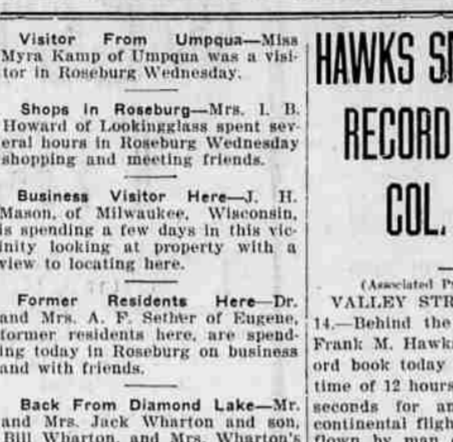 Visitor From Umpqua—Miss
Myra Kamp of Umpqua was a visi-
tor in Roseburg Wednesday.
Shops in Roseburg—Mrs. I. B.
Howard of Lookingglass spent sev-
eral hours in Roseburg Wednesday
shopping and meeting friends.
Business Visitor Here—J. H.
Mason, of Milwaukee, Wisconsin,
is spending a few days in this vic-
inity looking at property with a
view to locating here.
Former Residents Here—Dr.
and Mrs. A. F. Sether of Eugene,
former residents here, are spend-
ing today in Roseburg on business
and with friends.
Back From Diamond Lake—Mr.
and Mrs. Jack Wharton and son,
Bill Wharton, and Mrs. Wharton's
HAWKS
RECORD
COL.
(Associated
VALLEY
14.—Behind the
Frank M.
ord book today
time of 12 hours
seconds for
continental
flown by man